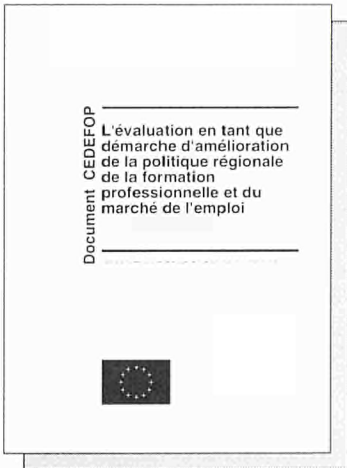 Document CEDEFOP
L'évaluation en tant que
démarche d'amélioration
de la politique régionale
de la formation
professionnelle et du
marché de l'emploi